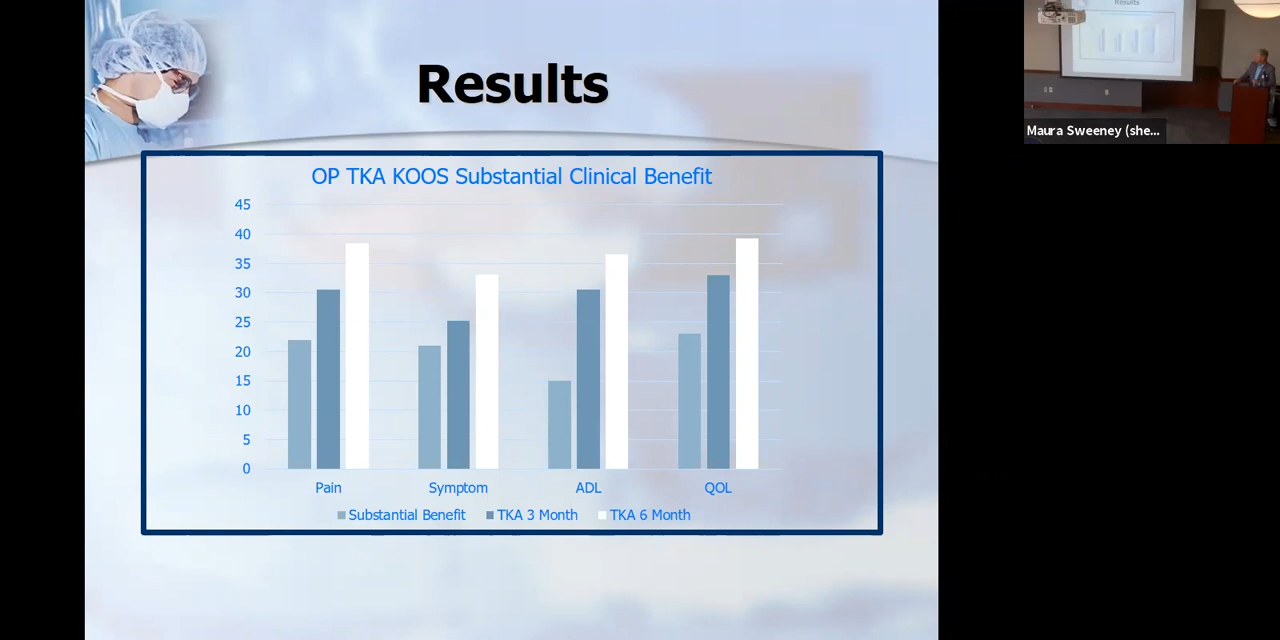 Results
OP TKA KOOS Substantial Clinical Benefit
45
40
35
30
25
20
15
10
5
0
Pain Symptom ADL QOL
Substantial Benefit TKA 3 Month TKA 6 Month
Results
Maura Sweeney (she...